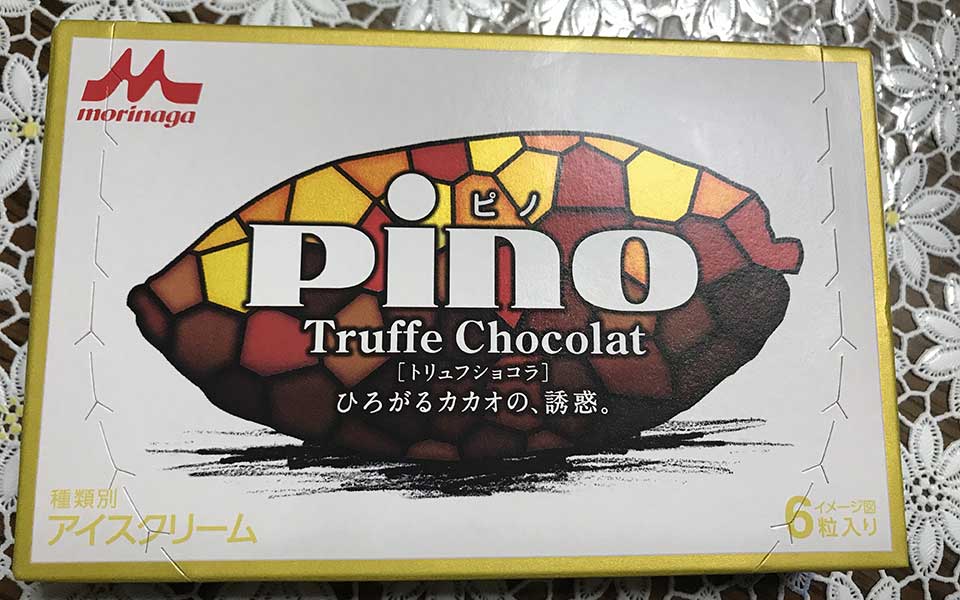 morinaga
ピノ
pino
Truffe Chocolat
[トリュフショコラ]
ひろがるカカオの、誘惑。
種類別
アイスクリーム
イメージ図
6粒入り